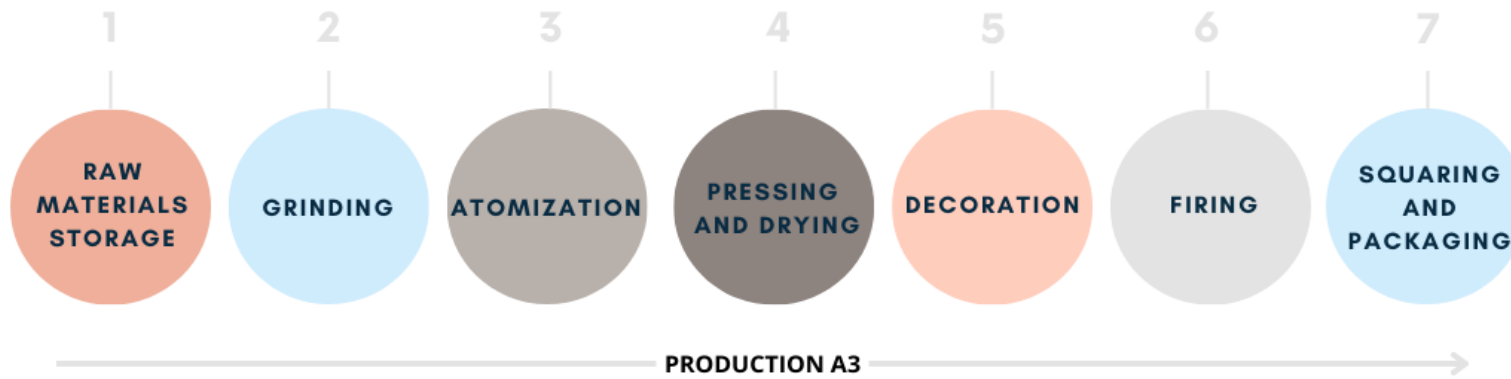 1 2 3 4 5 6 7
RAW
MATERIALS
STORAGE
GRINDING
ATOMIZATION
PRESSING
AND DRYING
DECORATION
FIRING
SQUARING
AND
PACKAGING
PRODUCTION A3